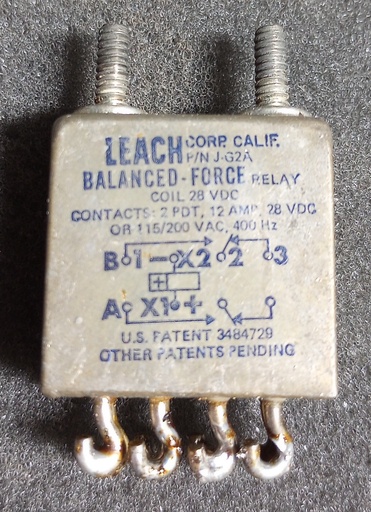 LEACH CORP. CALIF.
P/N J-G2A
BALANCED-FORCE RELAY
COIL 28 VDC
CONTACTS: 2 PDT, 12 AMP, 28 VDC
OR 115/200 VAC, 400 Hz
B 1 - X2 2 3
A X1 +
U.S. PATENT 3484729
OTHER PATENTS PENDING